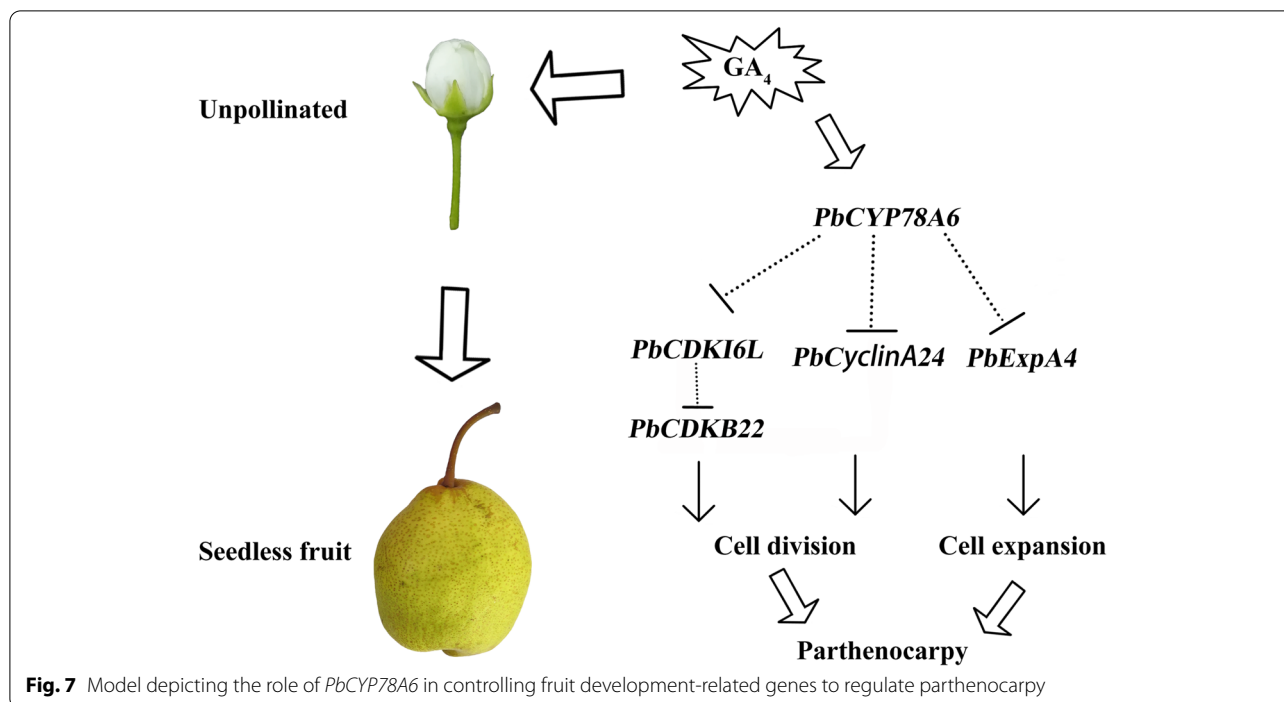 Unpollinated
GA₄
PbCYP78A6
PbCDKI6L
PbCyclinA24
PbExpA4
PbCDKB22
Seedless fruit
Cell division
Cell expansion
Parthenocarpy
Fig. 7 Model depicting the role of PbCYP78A6 in controlling fruit development-related genes to regulate parthenocarpy